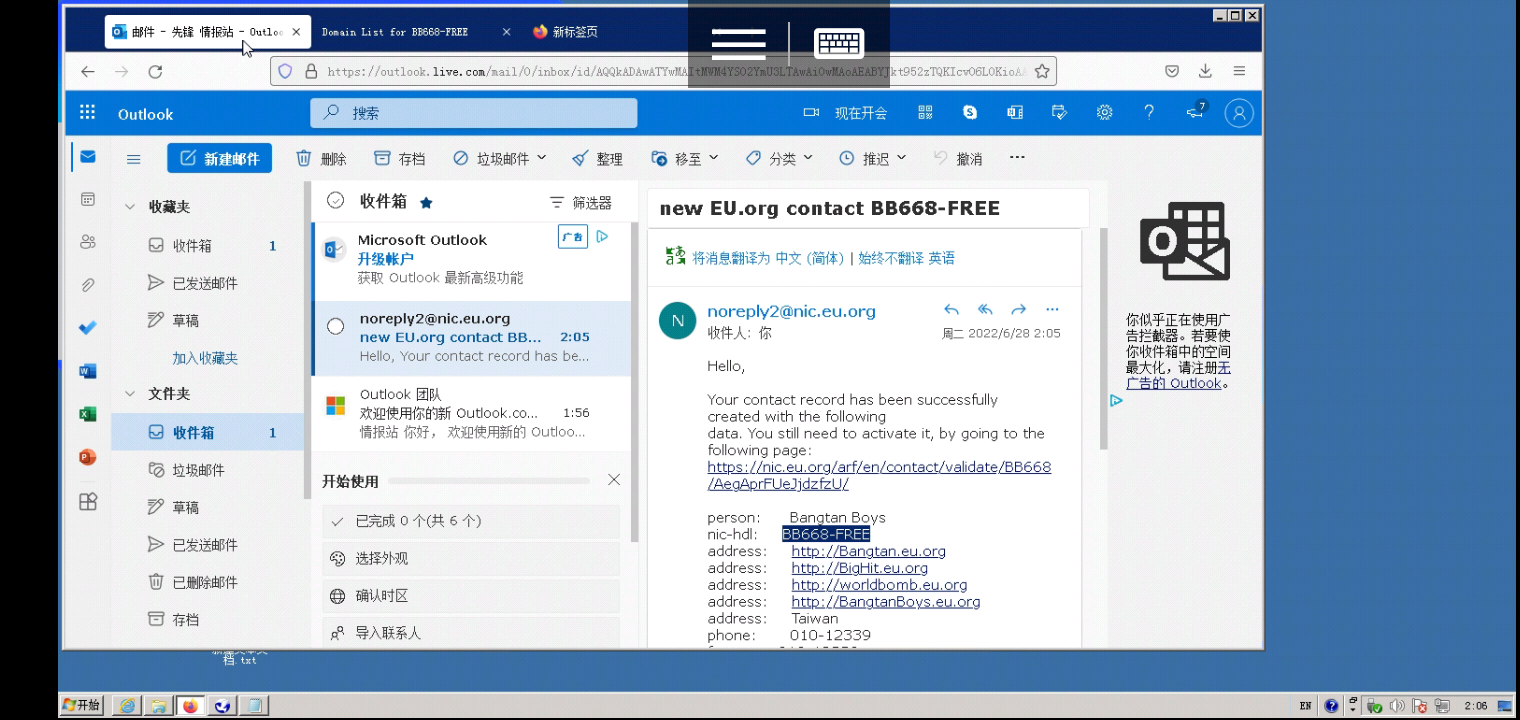 邮件 - 先锋 情报站 - Outloo
Domain List for BB668-FREE
新标签页
Outlook
搜索
现在开会
7
新建邮件
删除
存档
垃圾邮件
整理
移至
分类
推迟
撤消
收藏夹
收件箱 1
已发送邮件
草稿
加入收藏夹
文件夹
收件箱 1
垃圾邮件
草稿
已发送邮件
已删除邮件
存档
收件箱
筛选器
Microsoft Outlook
广告
升级帐户
获取 Outlook 最新高级功能
noreply2@nic.eu.org
new EU.org contact BB... 2:05
Hello, Your contact record has be...
Outlook 团队
欢迎使用你的新 Outlook.co... 1:56
情报站 你好， 欢迎使用新的 Outloo...
开始使用
已完成 0 个(共 6 个)
选择外观
确认时区
导入联系人
new EU.org contact BB668-FREE
将消息翻译为 中文 (简体) | 始终不翻译 英语
N
noreply2@nic.eu.org
收件人: 你
周二 2022/6/28 2:05
Hello,
Your contact record has been successfully
created with the following
data. You still need to activate it, by going to the
following page:
https://nic.eu.org/arf/en/contact/validate/BB668
/AegAprFUeJjdzfzU/
person: Bangtan Boys
nic-hdl: BB668-FREE
address: http://Bangtan.eu.org
address: http://BigHit.eu.org
address: http://worldbomb.eu.org
address: http://BangtanBoys.eu.org
address: Taiwan
phone: 010-12339
你似乎正在使用广
告拦截器。若要使
你收件箱中的空间
最大化，请注册无
广告的 Outlook。
档.txt
开始
EN
2:06